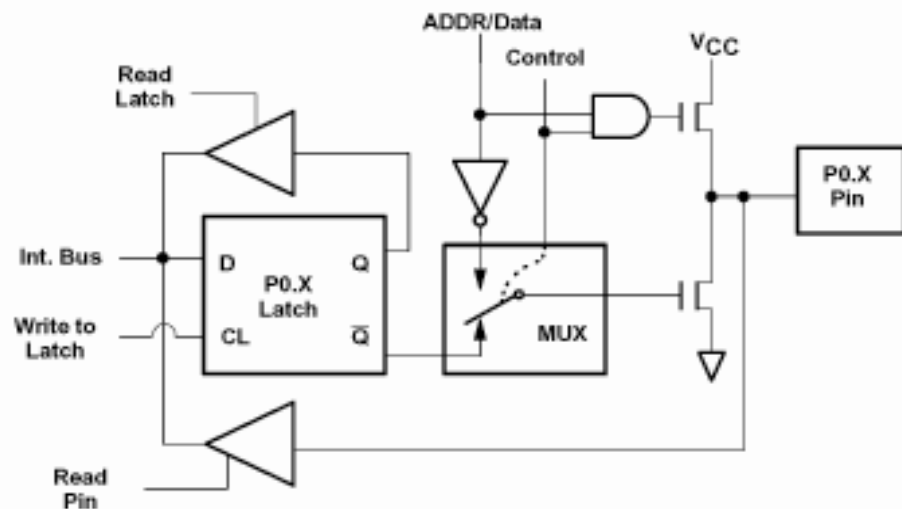 ADDR/Data
Control
VCC
Read
Latch
P0.X
Pin
Int. Bus
D
Q
P0.X
Latch
Write to
Latch
CL
Q̅
MUX
Read
Pin